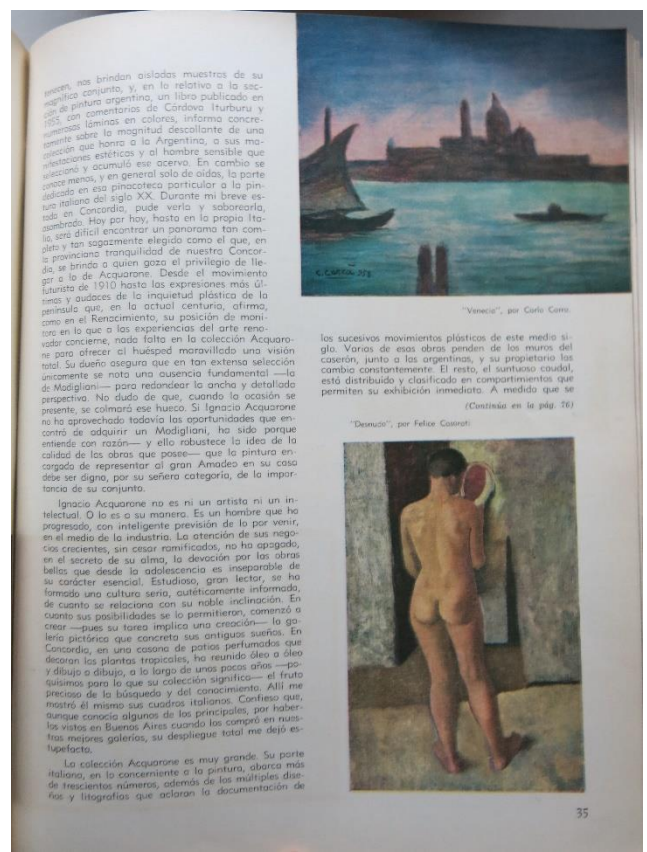 tenecen, nos brindan aisladas muestras de su
magnífico conjunto, y, en lo relativo a la sec-
ción de pintura argentina, un libro publicado en
1955, con comentarios de Córdova Iturburu y
numerosas láminas en colores, informa concre-
tamente sobre la magnitud descollante de una
colección que honra a la Argentina, a sus ma-
nifestaciones estéticas y al hombre sensible que
seleccionó y acumuló ese acervo. En cambio se
conoce menos, y en general solo de oídas, la parte
dedicada en esa pinacoteca particular a la pin-
tura italiana del siglo XX. Durante mi breve es-
tada en Concordia, pude verla y saborearla,
asombrado. Hoy por hoy, hasta en la propia Ita-
lia, será difícil encontrar un panorama tan com-
pleto y tan sagazmente elegido como el que, en
la provinciana tranquilidad de nuestra Concor-
dia, se brinda a quien goza el privilegio de lle-
gar a lo de Acquarone. Desde el movimiento
futurista de 1910 hasta las expresiones más úl-
timas y audaces de la inquietud plástica de la
península que, en la actual centuria, afirma,
como en el Renacimiento, su posición de moni-
tora en lo que a las experiencias del arte reno-
vador concierne, nada falta en la colección Acquaro-
ne para ofrecer al huésped maravillado una visión
total. Su dueño asegura que en tan extensa selección
únicamente se nota una ausencia fundamental —la
de Modigliani— para redondear la ancha y detallada
perspectiva. No dudo de que, cuando la ocasión se
presente, se colmará ese hueco. Si Ignacio Acquarone
no ha aprovechado todavía las oportunidades que en-
contró de adquirir un Modigliani, ha sido porque
entiende con razón— y ello robustece la idea de la
calidad de las obras que posee— que la pintura en-
cargada de representar al gran Amadeo en su casa
debe ser digna, por su señera categoría, de la impor-
tancia de su conjunto.
Ignacio Acquarone no es ni un artista ni un in-
telectual. O lo es a su manera. Es un hombre que ha
progresado, con inteligente previsión de lo por venir,
en el medio de la industria. La atención de sus nego-
cios crecientes, sin cesar ramificados, no ha apagado,
en el secreto de su alma, la devoción por las obras
bellas que desde la adolescencia es inseparable de
su carácter esencial. Estudioso, gran lector, se ha
formado una cultura seria, auténticamente informada,
de cuanto se relaciona con su noble inclinación. En
cuanto sus posibilidades se lo permitieron, comenzó a
crear —pues su tarea implica una creación— la ga-
lería pictórica que concreta sus antiguos sueños. En
Concordia, en una casona de patios perfumados que
decoran las plantas tropicales, ha reunido óleo a óleo
y dibujo a dibujo, a lo largo de unos pocos años —po-
quísimos para lo que su colección significa— el fruto
precioso de la búsqueda y del conocimiento. Allí me
mostró él mismo sus cuadros italianos. Confieso que,
aunque conocía algunos de los principales, por haber-
los vistos en Buenos Aires cuando los compró en nues-
tras mejores galerías, su despliegue total me dejó es-
tupefacto.
La colección Acquarone es muy grande. Su parte
italiana, en lo concerniente a la pintura, abarca más
de trescientos números, además de los múltiples dise-
ños y litografías que aclaran la documentación de
C. CARRÀ
"Venecia", por Carlo Carra.
los sucesivos movimientos plásticos de este medio si-
glo. Varias de esas obras penden de los muros del
caserón, junto a las argentinas, y su propietario las
cambia constantemente. El resto, el suntuoso caudal,
está distribuido y clasificado en compartimientos que
permiten su exhibición inmediata. A medida que se
(Continúa en la pág. 76)
"Desnudo", por Felice Casorati
35